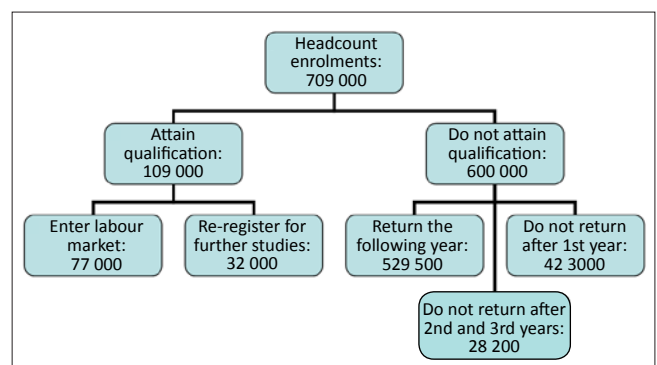 Headcount
enrolments:
709 000
Attain
qualification:
109 000
Do not attain
qualification:
600 000
Enter labour
market:
77 000
Re-register for
further studies:
32 000
Return the
following year:
529 500
Do not return
after 1st year:
42 3000
Do not return after
2nd and 3rd years:
28 200